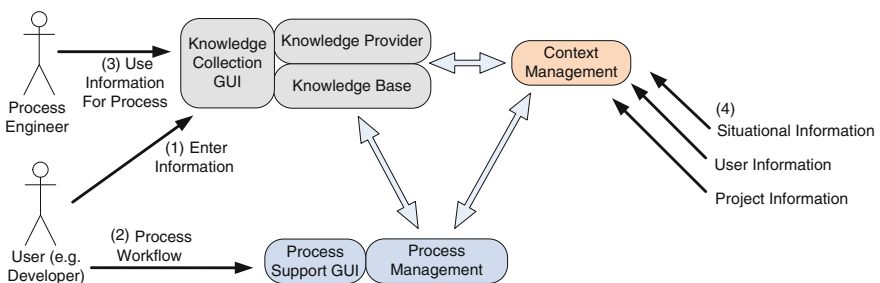 Process
Engineer
(3) Use
Information
For Process
Knowledge
Collection
GUI
Knowledge Provider
Knowledge Base
Context
Management
(4)
Situational Information
User Information
Project Information
(1) Enter
Information
User (e.g.
Developer)
(2) Process
Workflow
Process
Support GUI
Process
Management